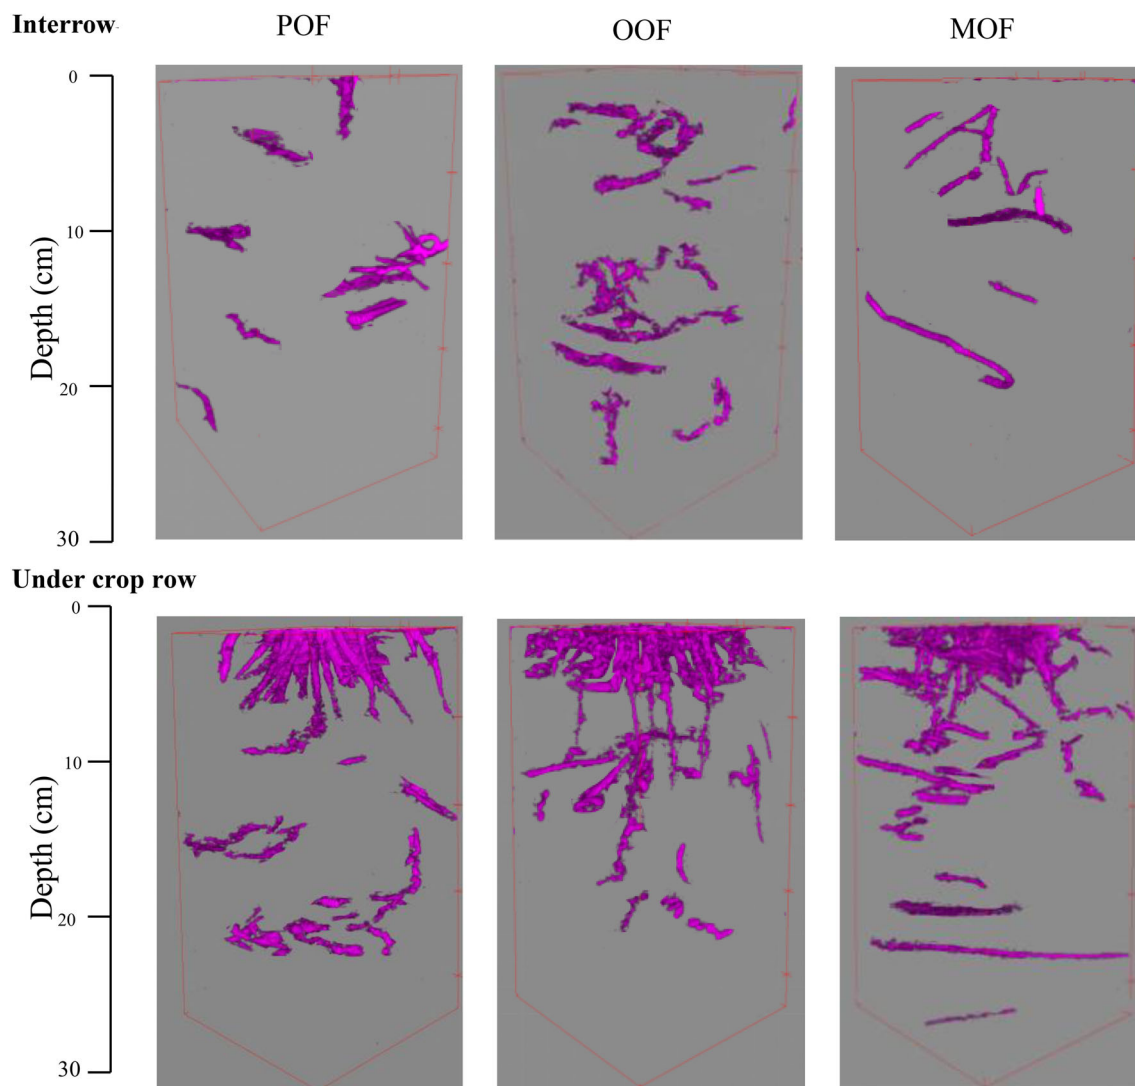 Interrow
POF
OOF
MOF
0
10
20
30
Depth (cm)
Under crop row
0
10
20
30
Depth (cm)